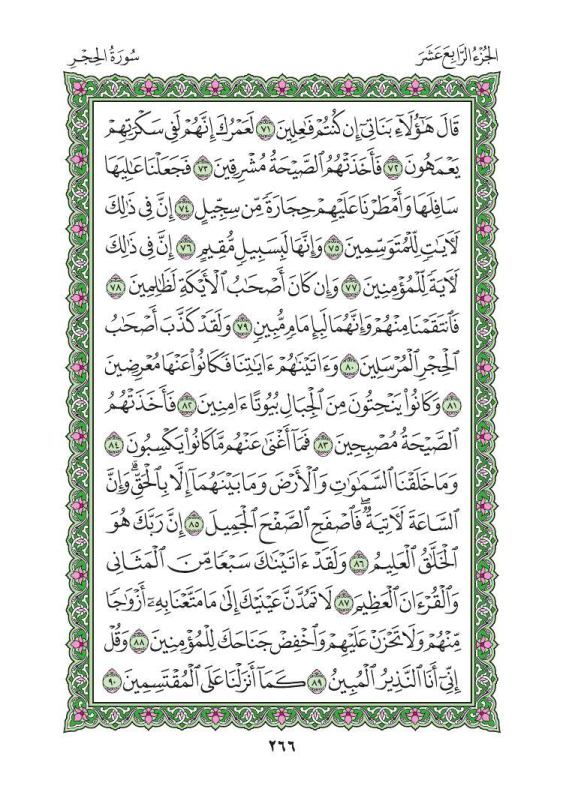 الجُزْءُ الرَّابِعَ عَشَرَ
سُورَةُ الحِجْرِ
قَالَ هَٰٓؤُلَآءِ بَنَاتِيٓ إِن كُنتُمْ فَٰعِلِينَ ٧١ لَعَمْرُكَ إِنَّهُمْ لَفِي سَكْرَتِهِمْ
يَعْمَهُونَ ٧٢ فَأَخَذَتْهُمُ ٱلصَّيْحَةُ مُشْرِقِينَ ٧٣ فَجَعَلْنَا عَٰلِيَهَا
سَافِلَهَا وَأَمْطَرْنَا عَلَيْهِمْ حِجَارَةً مِّن سِجِّيلٍ ٧٤ إِنَّ فِي ذَٰلِكَ
لَأٓيَٰتٍ لِّلْمُتَوَسِّمِينَ ٧٥ وَإِنَّهَا لَبِسَبِيلٍ مُّقِيمٍ ٧٦ إِنَّ فِي ذَٰلِكَ
لَأٓيَةً لِّلْمُؤْمِنِينَ ٧٧ وَإِن كَانَ أَصْحَٰبُ ٱلْأَيْكَةِ لَظَٰلِمِينَ ٧٨
فَٱنتَقَمْنَا مِنْهُمْ وَإِنَّهُمَا لَبِإِمَامٍ مُّبِينٍ ٧٩ وَلَقَدْ كَذَّبَ أَصْحَٰبُ
ٱلْحِجْرِ ٱلْمُرْسَلِينَ ٨٠ وَءَاتَيْنَٰهُمْ ءَايَٰتِنَا فَكَانُوا۟ عَنْهَا مُعْرِضِينَ
٨١ وَكَانُوا۟ يَنْحِتُونَ مِنَ ٱلْجِبَالِ بُيُوتًا ءَامِنِينَ ٨٢ فَأَخَذَتْهُمُ
ٱلصَّيْحَةُ مُصْبِحِينَ ٨٣ فَمَآ أَغْنَىٰ عَنْهُم مَّا كَانُوا۟ يَكْسِبُونَ ٨٤
وَمَا خَلَقْنَا ٱلسَّمَٰوَٰتِ وَٱلْأَرْضَ وَمَا بَيْنَهُمَآ إِلَّا بِٱلْحَقِّ ۗ وَإِنَّ
ٱلسَّاعَةَ لَأٓتِيَةٌ ۖ فَٱصْفَحِ ٱلصَّفْحَ ٱلْجَمِيلَ ٨٥ إِنَّ رَبَّكَ هُوَ
ٱلْخَلَّٰقُ ٱلْعَلِيمُ ٨٦ وَلَقَدْ ءَاتَيْنَٰكَ سَبْعًا مِّنَ ٱلْمَثَانِي
وَٱلْقُرْءَانَ ٱلْعَظِيمَ ٨٧ لَا تَمُدَّنَّ عَيْنَيْكَ إِلَىٰ مَا مَتَّعْنَا بِهِۦٓ أَزْوَٰجًا
مِّنْهُمْ وَلَا تَحْزَنْ عَلَيْهِمْ وَٱخْفِضْ جَنَاحَكَ لِلْمُؤْمِنِينَ ٨٨ وَقُلْ
إِنِّيٓ أَنَا ٱلنَّذِيرُ ٱلْمُبِينُ ٨٩ كَمَآ أَنزَلْنَا عَلَى ٱلْمُقْتَسِمِينَ ٩٠
٢٦٦